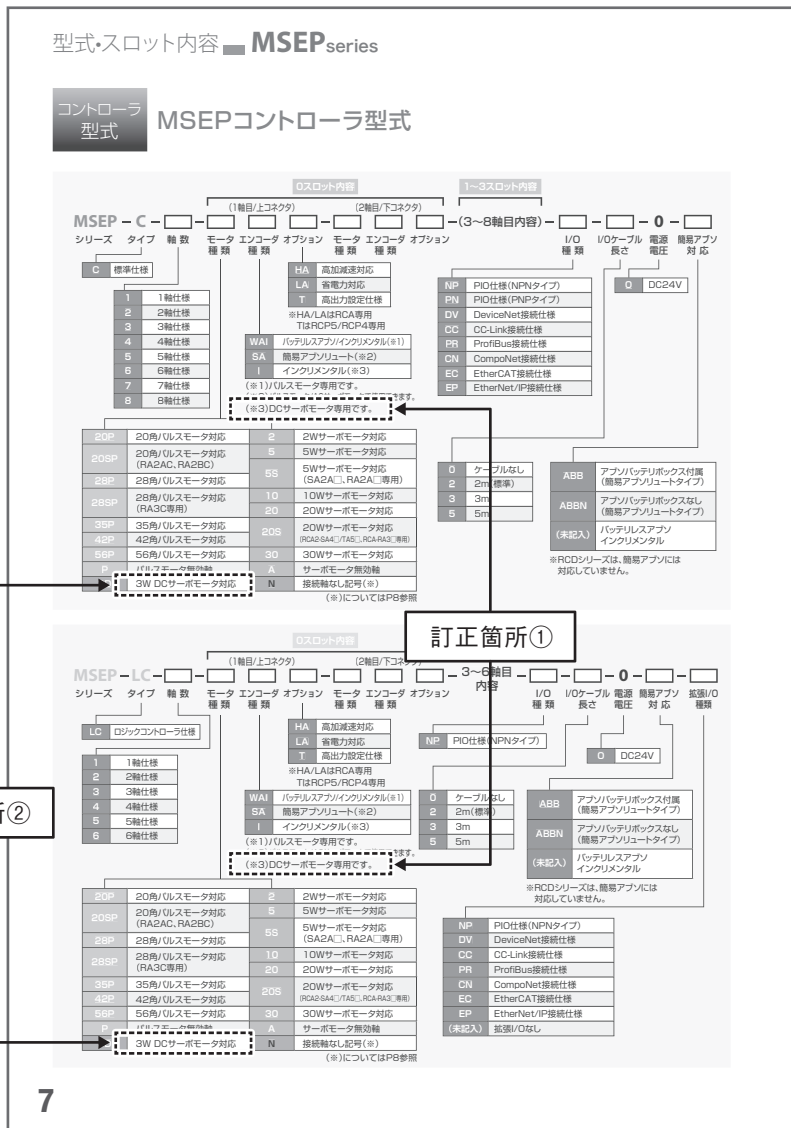 型式・スロット内容 MSEPseries
コントローラ
型式
MSEPコントローラ型式
0スロット内容
1~3スロット内容
(1軸目/上コネクタ)
(2軸目/下コネクタ)
MSEP – C – – – – (3~8軸目内容) – – – 0 –
シリーズ タイプ 軸数 モータ種類 エンコーダ種類 オプション モータ種類 エンコーダ種類 オプション I/O種類 I/Oケーブル長さ 電源電圧 簡易アブソ対応
C 標準仕様
1 1軸仕様
2 2軸仕様
3 3軸仕様
4 4軸仕様
5 5軸仕様
6 6軸仕様
7 7軸仕様
8 8軸仕様
HA 高加減速対応
LA 省電力対応
T 高出力設定仕様
※HA/LAはRCA専用
TはRCP5/RCP4専用
WAI バッテリレスアブソ/インクリメンタル(※1)
SA 簡易アブソリュート(※2)
I インクリメンタル(※3)
(※1)パルスモータ専用です。
(※3)DCサーボモータ専用です。
NP PIO仕様(NPNタイプ)
PN PIO仕様(PNPタイプ)
DV DeviceNet接続仕様
CC CC-Link接続仕様
PR ProfiBus接続仕様
CN CompoNet接続仕様
EC EtherCAT接続仕様
EP EtherNet/IP接続仕様
0 DC24V
20P 20角パルスモータ対応
20SP 20角パルスモータ対応
(RA2AC、RA2BC)
28P 28角パルスモータ対応
28SP 28角パルスモータ対応
(RA3C専用)
35P 35角パルスモータ対応
42P 42角パルスモータ対応
56P 56角パルスモータ対応
P パルスモータ無効軸
3W DCサーボモータ対応
2 2Wサーボモータ対応
5 5Wサーボモータ対応
5S 5Wサーボモータ対応
(SA2A□、RA2A□専用)
10 10Wサーボモータ対応
20 20Wサーボモータ対応
20S 20Wサーボモータ対応
(RCA2-SA4□/TA5□、RCA-RA3□専用)
30 30Wサーボモータ対応
A サーボモータ無効軸
N 接続軸なし記号(※)
(※)についてはP8参照
0 ケーブルなし
2 2m(標準)
3 3m
5 5m
ABB アブソバッテリボックス付属
(簡易アブソリュートタイプ)
ABBN アブソバッテリボックスなし
(簡易アブソリュートタイプ)
(未記入) バッテリレスアブソ
インクリメンタル
※RCDシリーズは、簡易アブソには
対応していません。
訂正箇所①
0スロット内容
(1軸目/上コネクタ)
(2軸目/下コネクタ)
MSEP – LC – – – – 3~6軸目内容 – – – 0 – –
シリーズ タイプ 軸数 モータ種類 エンコーダ種類 オプション モータ種類 エンコーダ種類 オプション I/O種類 I/Oケーブル長さ 電源電圧 簡易アブソ対応 拡張I/O種類
LC ロジックコントローラ仕様
1 1軸仕様
2 2軸仕様
3 3軸仕様
4 4軸仕様
5 5軸仕様
6 6軸仕様
所②
HA 高加減速対応
LA 省電力対応
T 高出力設定仕様
※HA/LAはRCA専用
TはRCP5/RCP4専用
WAI バッテリレスアブソ/インクリメンタル(※1)
SA 簡易アブソリュート(※2)
I インクリメンタル(※3)
(※1)パルスモータ専用です。
(※3)DCサーボモータ専用です。
NP PIO仕様(NPNタイプ)
0 ケーブルなし
2 2m(標準)
3 3m
5 5m
0 DC24V
ABB アブソバッテリボックス付属
(簡易アブソリュートタイプ)
ABBN アブソバッテリボックスなし
(簡易アブソリュートタイプ)
(未記入) バッテリレスアブソ
インクリメンタル
※RCDシリーズは、簡易アブソには
対応していません。
20P 20角パルスモータ対応
20SP 20角パルスモータ対応
(RA2AC、RA2BC)
28P 28角パルスモータ対応
28SP 28角パルスモータ対応
(RA3C専用)
35P 35角パルスモータ対応
42P 42角パルスモータ対応
56P 56角パルスモータ対応
P パルスモータ無効軸
3W DCサーボモータ対応
2 2Wサーボモータ対応
5 5Wサーボモータ対応
5S 5Wサーボモータ対応
(SA2A□、RA2A□専用)
10 10Wサーボモータ対応
20 20Wサーボモータ対応
20S 20Wサーボモータ対応
(RCA2-SA4□/TA5□、RCA-RA3□専用)
30 30Wサーボモータ対応
A サーボモータ無効軸
N 接続軸なし記号(※)
(※)についてはP8参照
NP PIO仕様(NPNタイプ)
DV DeviceNet接続仕様
CC CC-Link接続仕様
PR ProfiBus接続仕様
CN CompoNet接続仕様
EC EtherCAT接続仕様
EP EtherNet/IP接続仕様
(未記入) 拡張I/Oなし
7